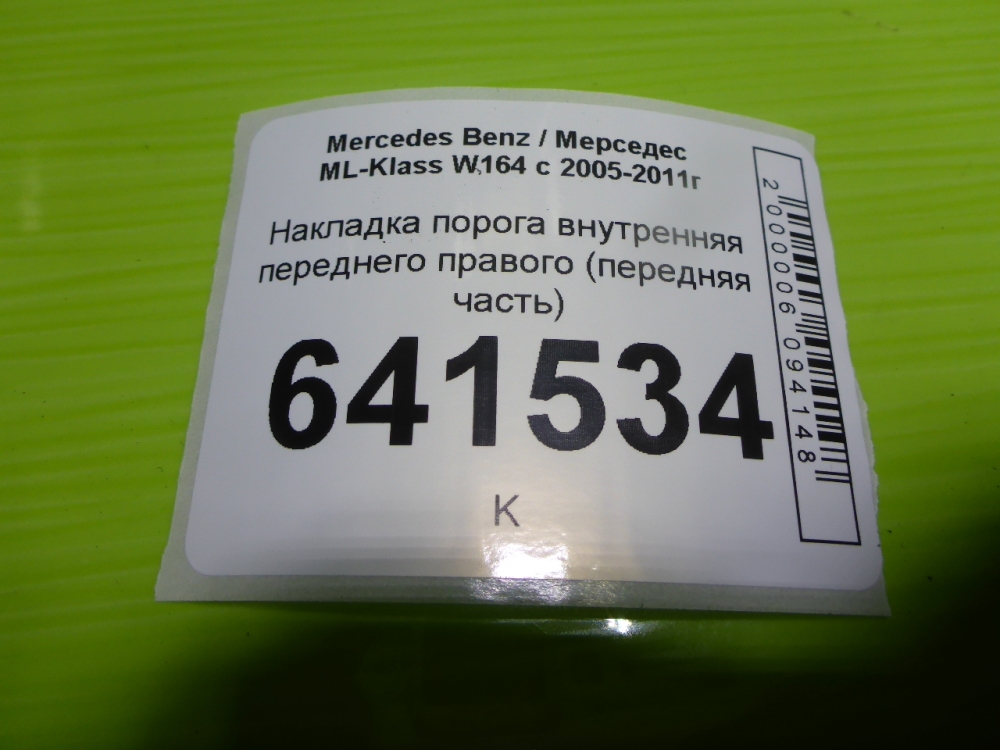 Mercedes Benz / Мерседес
ML-Klass W164 с 2005-2011г
Накладка порога внутренняя
переднего правого (передняя
часть)
641534
К
2000006094148